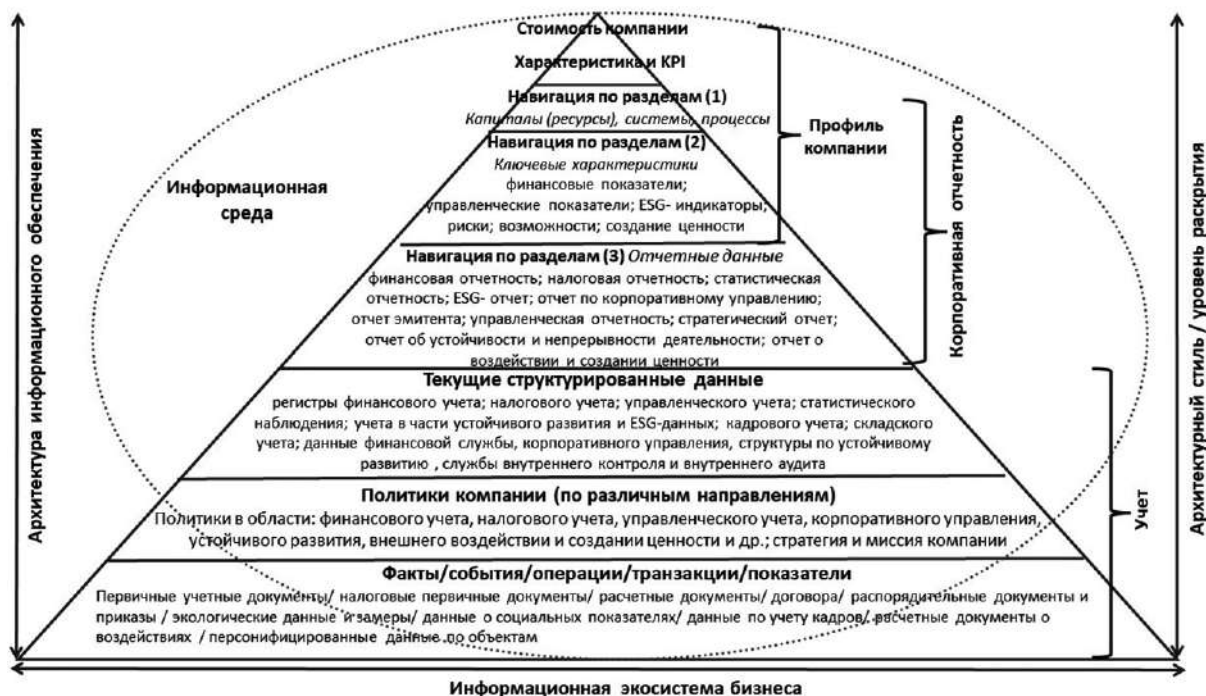 Стоимость компании
Характеристика и KPI
Навигация по разделам (1)
Капиталы (ресурсы), системы, процессы
Навигация по разделам (2)
Ключевые характеристики
финансовые показатели;
управленческие показатели; ESG- индикаторы;
риски; возможности; создание ценности
Навигация по разделам (3) Отчетные данные
финансовая отчетность; налоговая отчетность; статистическая
отчетность; ESG- отчет; отчет по корпоративному управлению;
отчет эмитента; управленческая отчетность; стратегический отчет;
отчет об устойчивости и непрерывности деятельности; отчет о
воздействии и создании ценности
Текущие структурированные данные
регистры финансового учета; налогового учета; управленческого учета; статистического
наблюдения; учета в части устойчивого развития и ESG-данных; кадрового учета; складского
учета; данные финансовой службы, корпоративного управления, структуры по устойчивому
развитию , службы внутреннего контроля и внутреннего аудита
Политики компании (по различным направлениям)
Политики в области: финансового учета, налогового учета, управленческого учета, корпоративного управления,
устойчивого развития, внешнего воздействии и создании ценности и др.; стратегия и миссия компании
Факты/события/операции/транзакции/показатели
Первичные учетные документы/ налоговые первичные документы/ расчетные документы/ договора/ распорядительные документы и
приказы / экологические данные и замеры/ данные о социальных показателях/ данные по учету кадров/ расчетные документы о
воздействиях / персонифицированные данные по объектам
Информационная
среда
Профиль
компании
Корпоративная отчетность
Учет
Архитектура информационного обеспечения
Архитектурный стиль / уровень раскрытия
Информационная экосистема бизнеса